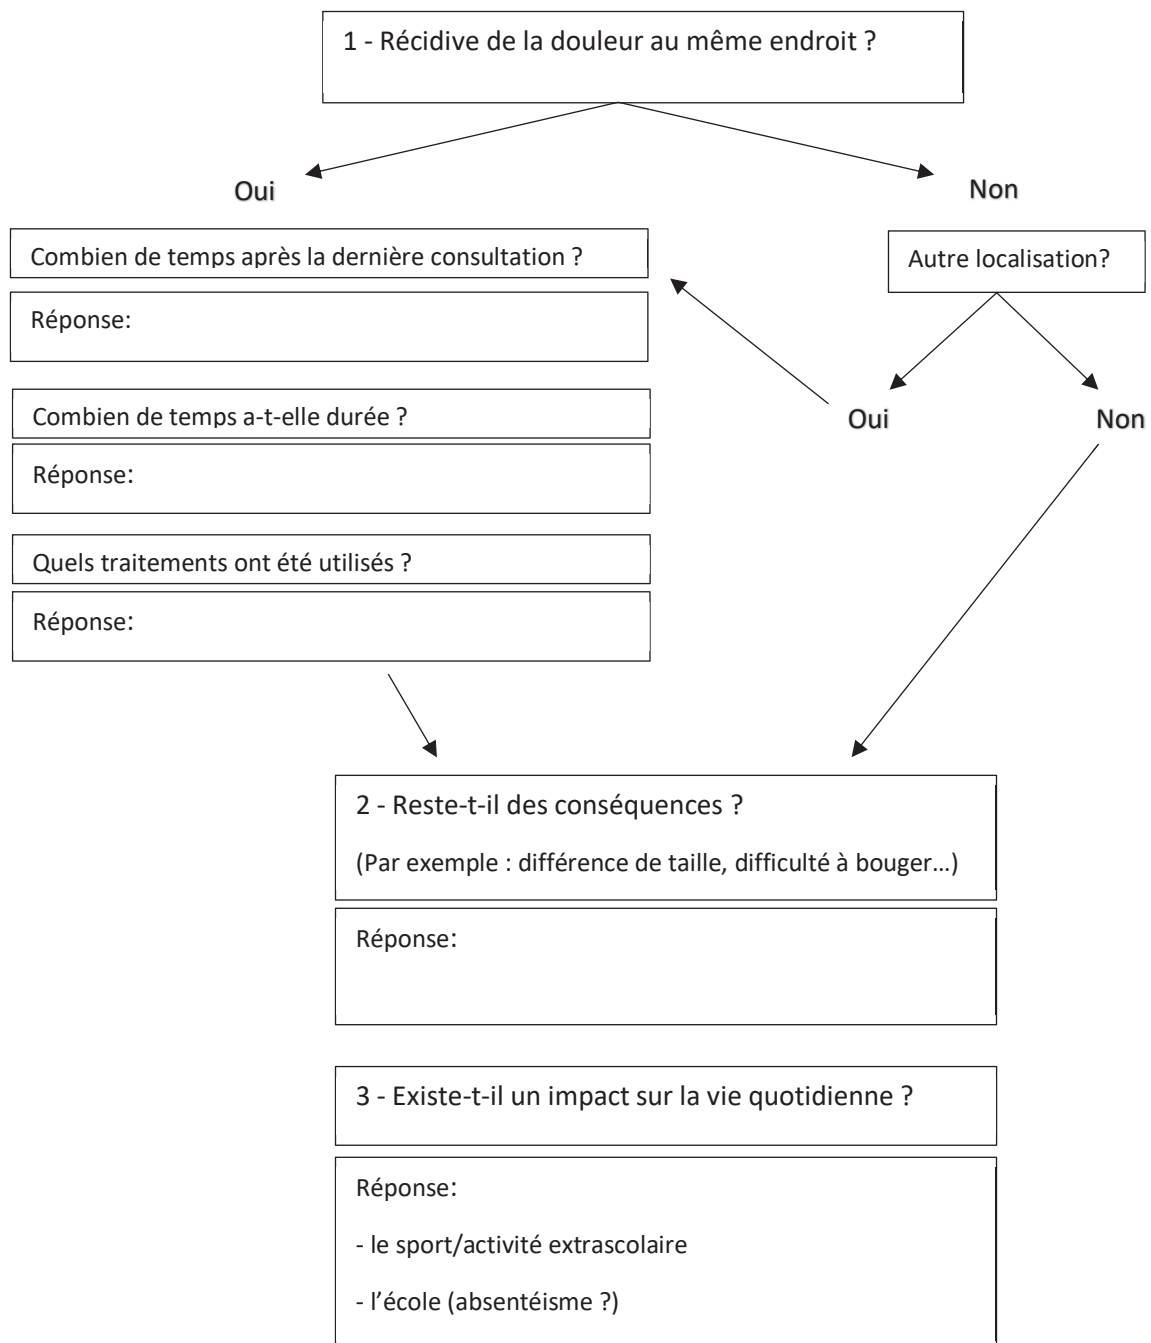 1 - Récidive de la douleur au même endroit ?
Oui
Non
Combien de temps après la dernière consultation ?
Autre localisation?
Réponse:
Combien de temps a-t-elle durée ?
Oui
Non
Réponse:
Quels traitements ont été utilisés ?
Réponse:
2 - Reste-t-il des conséquences ?
(Par exemple : différence de taille, difficulté à bouger…)
Réponse:
3 - Existe-t-il un impact sur la vie quotidienne ?
Réponse:
- le sport/activité extrascolaire
- l’école (absentéisme ?)